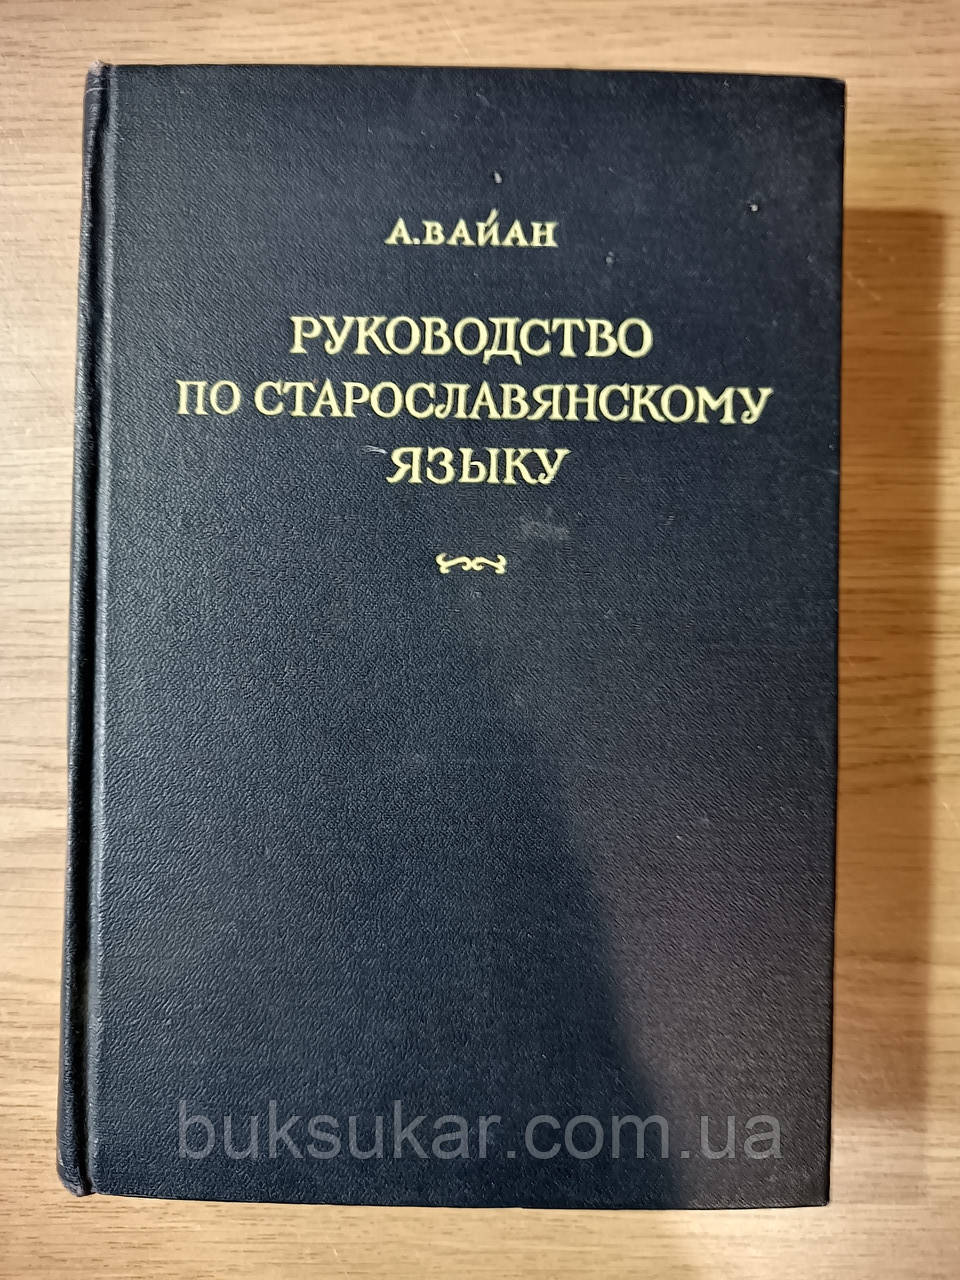 А. ВАЙАН
РУКОВОДСТВО
ПО СТАРОСЛАВЯНСКОМУ
ЯЗЫКУ
buksukar.com.ua